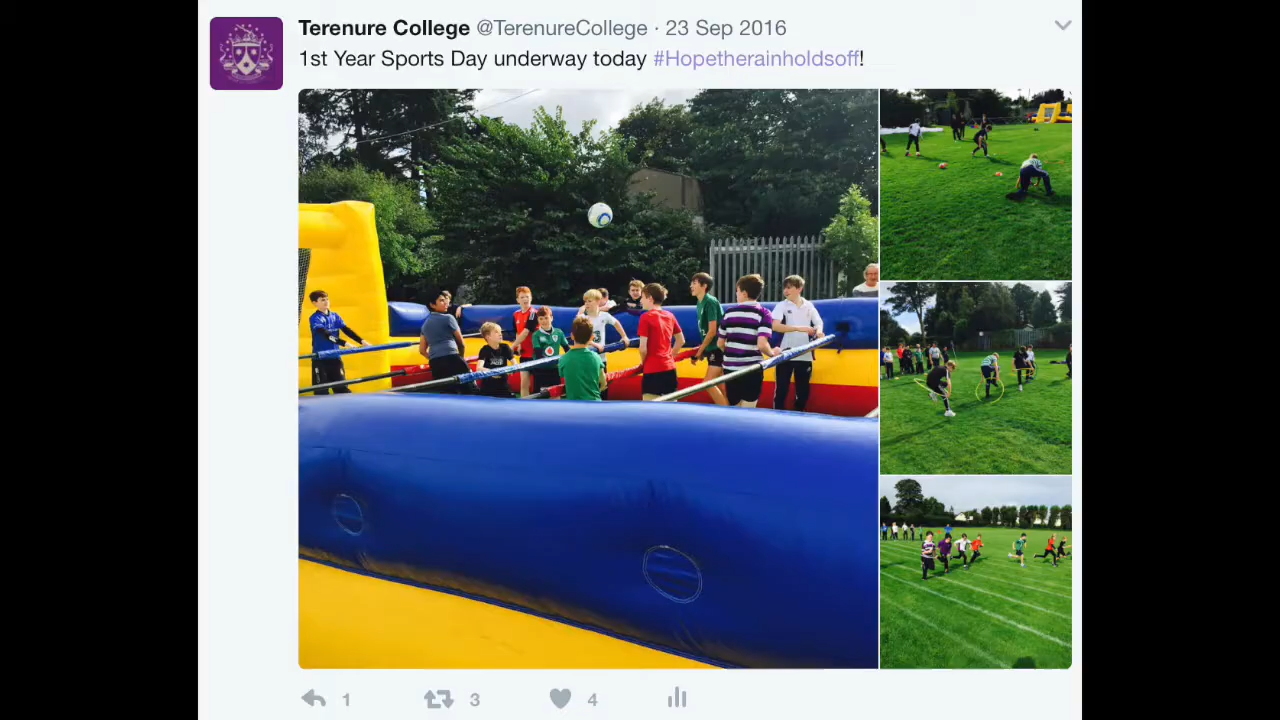 Terenure College @TerenureCollege · 23 Sep 2016
1st Year Sports Day underway today #Hopetherainholdsoff!
1 3 4